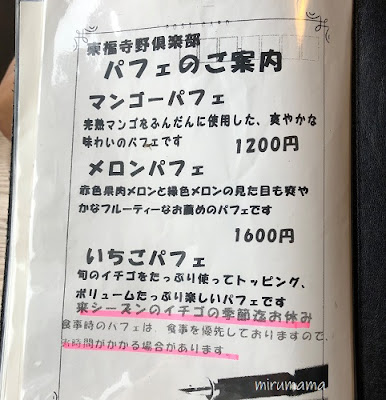 東福寺野倶楽部
パフェのご案内
マンゴーパフェ
完熟マンゴをふんだんに使用した、爽やかな
味わいのパフェです
1200円
メロンパフェ
赤色果肉メロンと緑色メロンの見た目も爽や
かなフルーティーなお薦めのパフェです
1600円
いちごパフェ
旬のイチゴをたっぷり使ってトッピング、
ボリュームたっぷり楽しいパフェです
来シーズンのイチゴの季節迄お休み
食事時のパフェは、食事を優先しておりますので、
お時間がかかる場合があります
mirumama